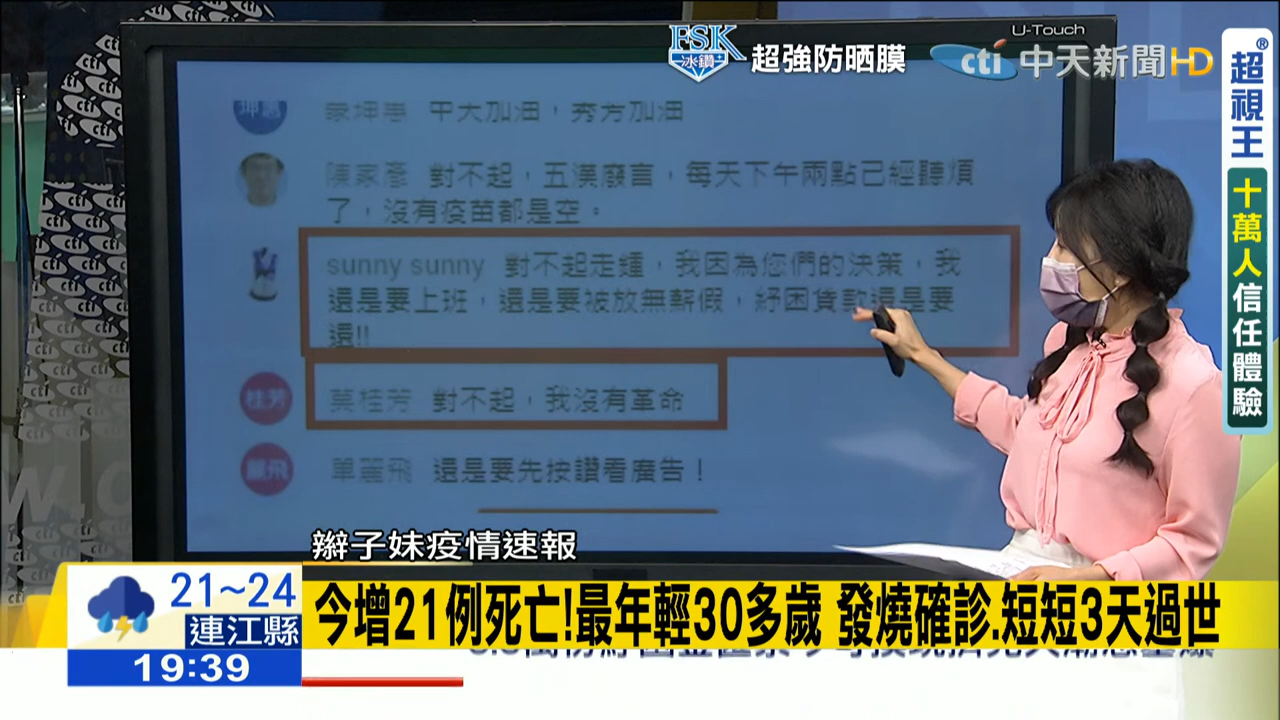 U-Touch
FSK
冰鑽
超強防晒膜
cti 中天新聞HD
超視王®
十萬人信任體驗
中天加油，秀方加油
陳家彥 對不起，五漢廢言，每天下午兩點已經聽煩
了，沒有疫苗都是空。
sunny sunny 對不起走鍾，我因為您們的決策，我
還是要上班，還是要被放無薪假，紓困貸款還是要
還!!
桂芳
莫桂芳 對不起，我沒有革命
單麗飛 還是要先按讚看廣告！
辮子妹疫情速報
今增21例死亡!最年輕30多歲 發燒確診.短短3天過世
21~24
連江縣
19:39